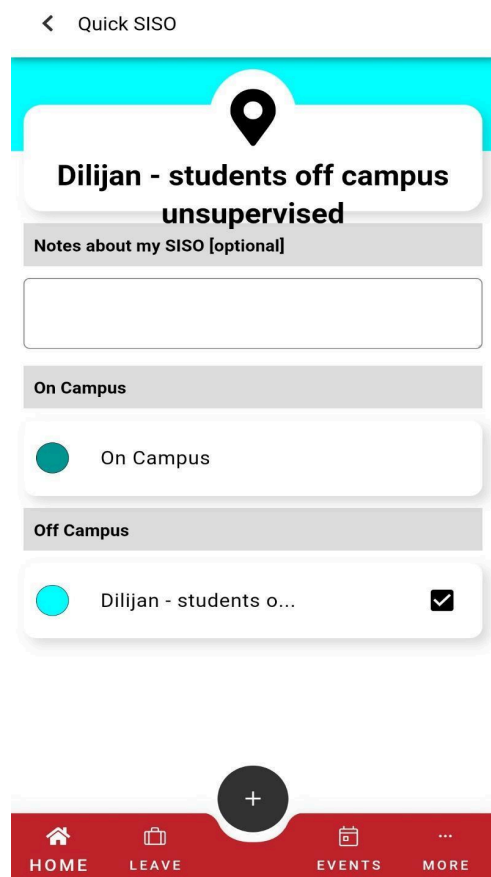 Quick SISO
Dilijan - students off campus
unsupervised
Notes about my SISO [optional]
On Campus
On Campus
Off Campus
Dilijan - students o...
+
HOME LEAVE EVENTS MORE